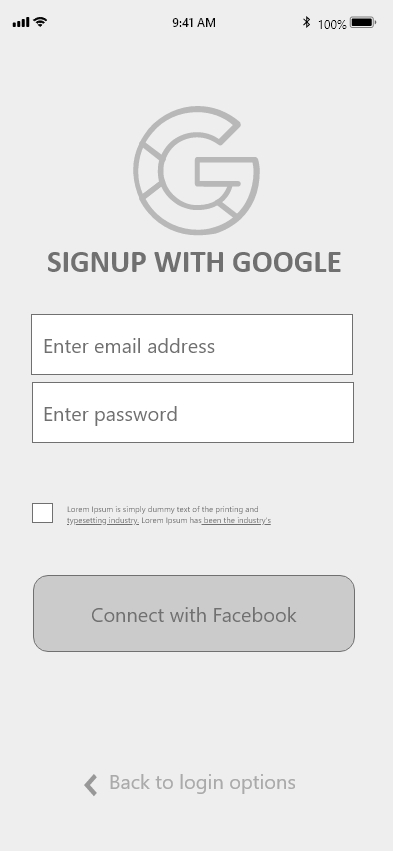 9:41 AM 100%
SIGNUP WITH GOOGLE
Enter email address
Enter password
Lorem Ipsum is simply dummy text of the printing and
typesetting industry. Lorem Ipsum has been the industry's
Connect with Facebook
Back to login options